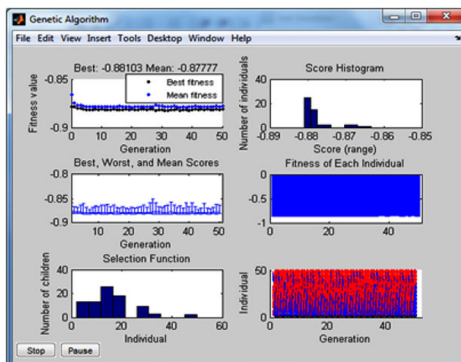 Genetic Algorithm
File Edit View Insert Tools Desktop Window Help
Best: -0.88103 Mean: -0.87777
Fitness value
-0.85
-0.9
Best fitness
Mean fitness
0 10 20 30 40 50
Generation
Score Histogram
Number of individuals
40
20
0
-0.89 -0.88 -0.87 -0.86 -0.85
Score (range)
Best, Worst, and Mean Scores
-0.8
-0.85
-0.9
0 10 20 30 40 50
Generation
Fitness of Each Individual
0
-0.5
-1
0 10 20 30 40 50
Selection Function
Number of children
40
20
0
0 20 40 60
Individual
Individual
50
0
0 20 40
Generation
Stop Pause